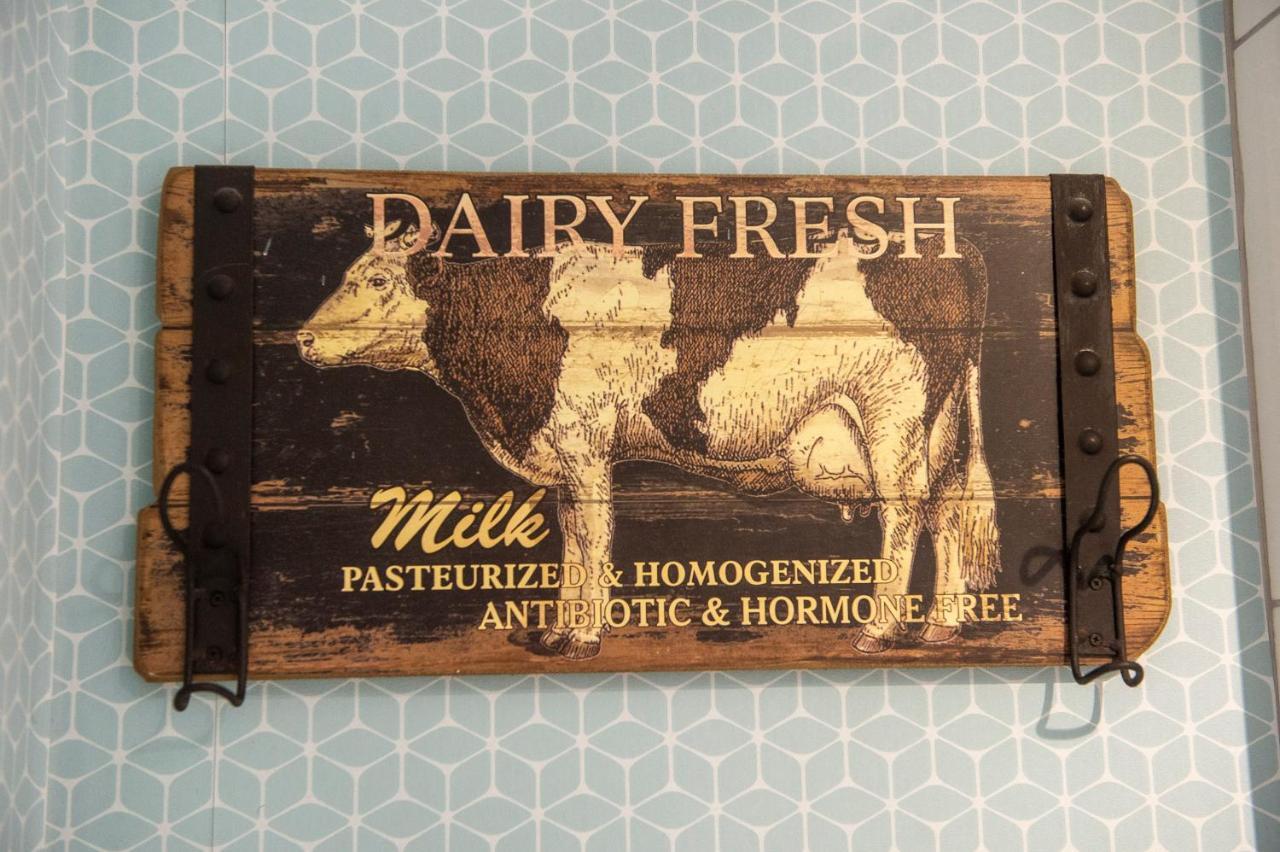 DAIRY FRESH
Milk
PASTEURIZED & HOMOGENIZED
ANTIBIOTIC & HORMONE FREE